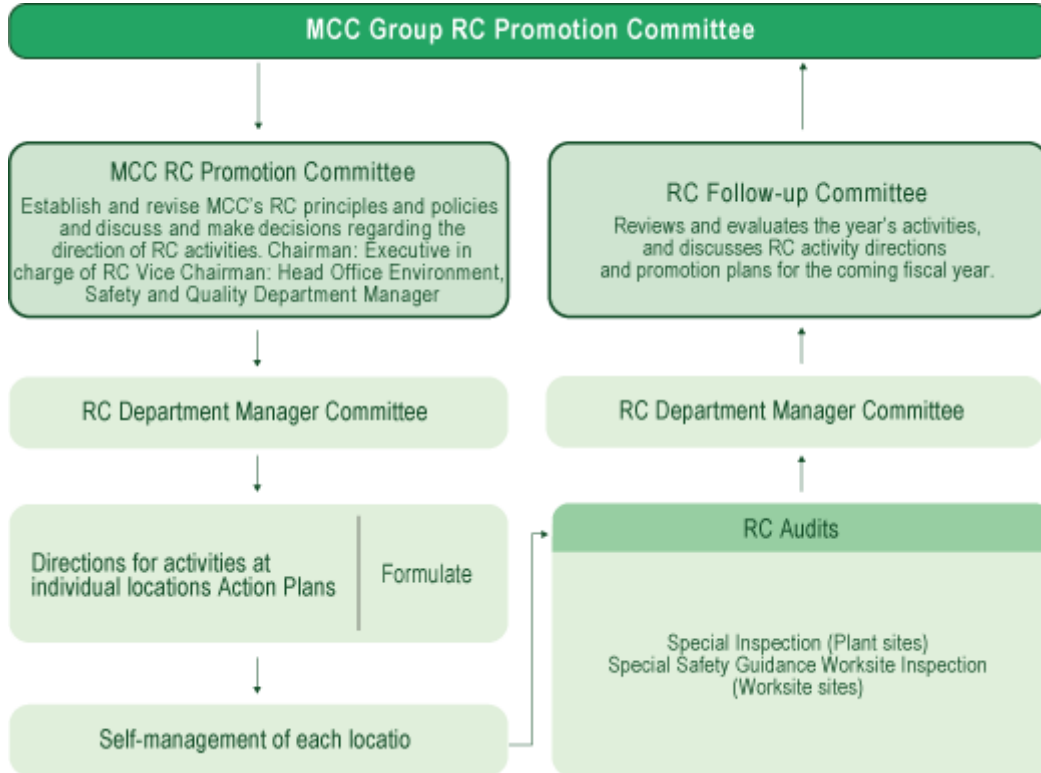 MCC Group RC Promotion Committee
MCC RC Promotion Committee
Establish and revise MCC's RC principles and policies
and discuss and make decisions regarding the
direction of RC activities. Chairman: Executive in
charge of RC Vice Chairman: Head Office Environment,
Safety and Quality Department Manager
RC Department Manager Committee
Directions for activities at
individual locations Action Plans
Formulate
Self-management of each locatio
RC Follow-up Committee
Reviews and evaluates the year's activities,
and discusses RC activity directions
and promotion plans for the coming fiscal year.
RC Department Manager Committee
RC Audits
Special Inspection (Plant sites)
Special Safety Guidance Worksite Inspection
(Worksite sites)